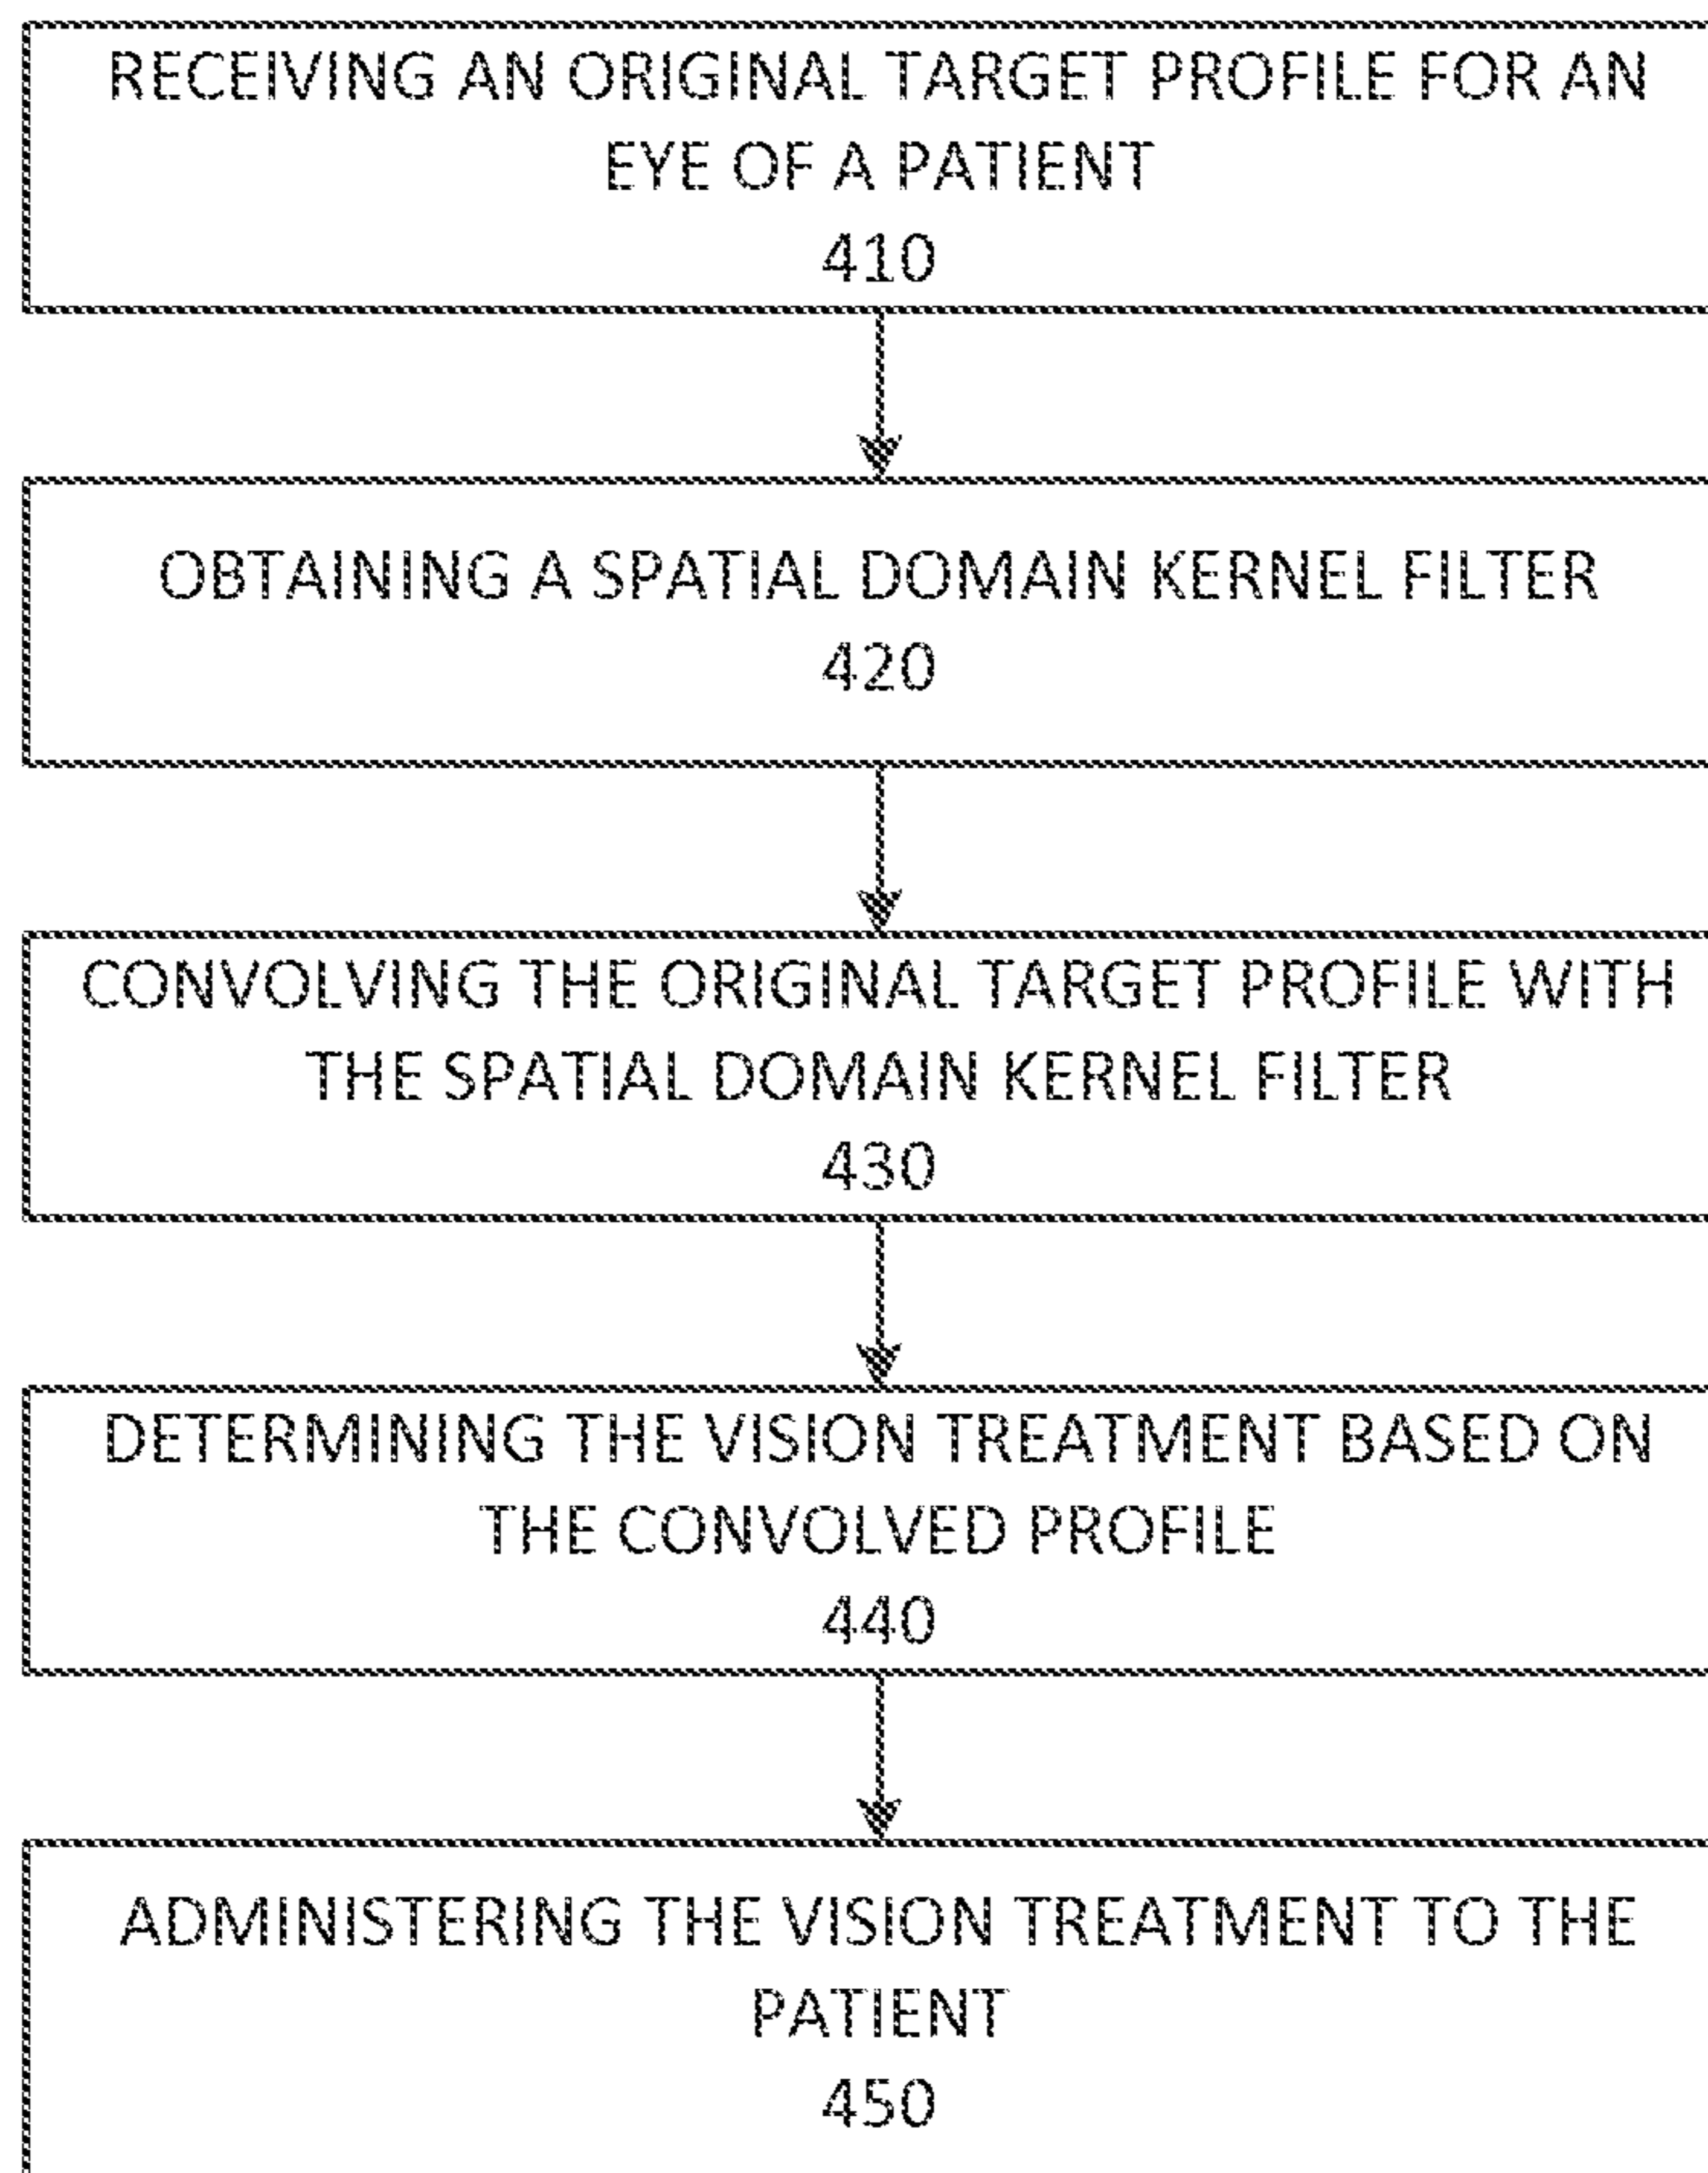 RECEIVING AN ORIGINAL TARGET PROFILE FOR AN
EYE OF A PATIENT
410
OBTAINING A SPATIAL DOMAIN KERNEL FILTER
420
CONVOLVING THE ORIGINAL TARGET PROFILE WITH
THE SPATIAL DOMAIN KERNEL FILTER
430
DETERMINING THE VISION TREATMENT BASED ON
THE CONVOLVED PROFILE
440
ADMINISTERING THE VISION TREATMENT TO THE
PATIENT
450